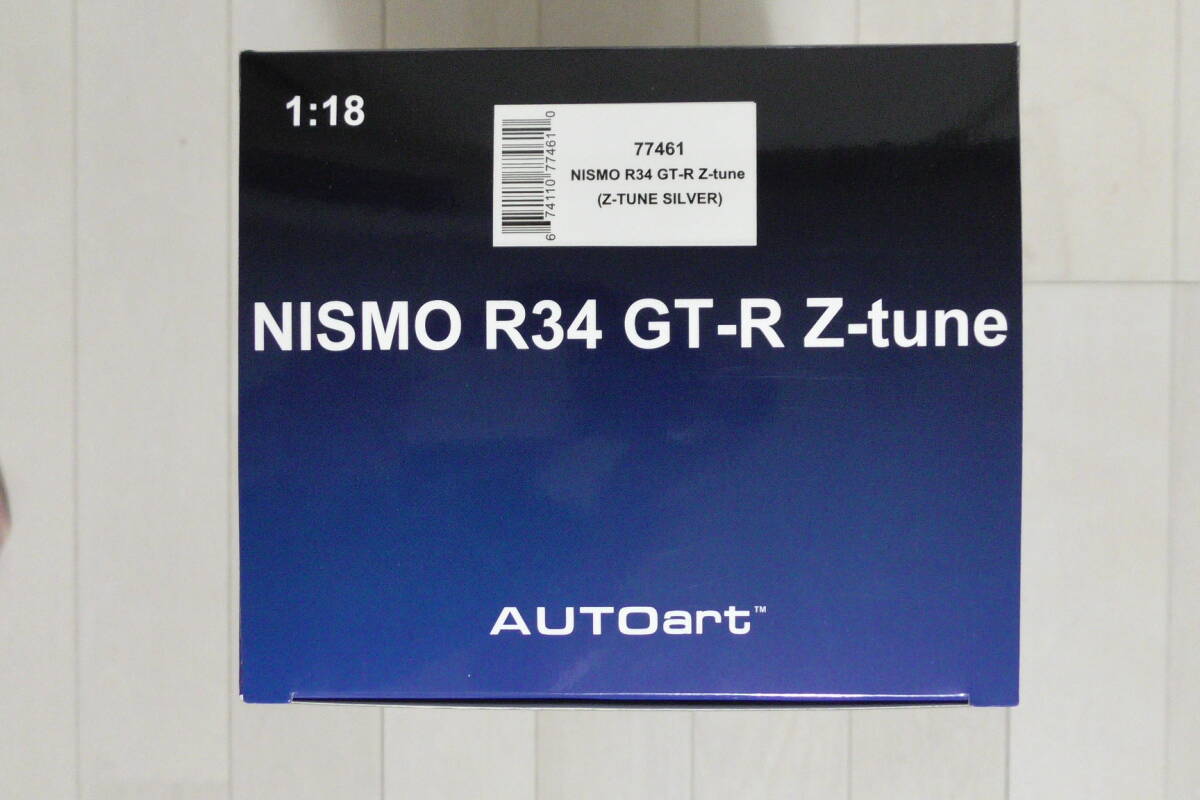 1:18
77461
NISMO R34 GT-R Z-tune
(Z-TUNE SILVER)
6 74110 77461 0
NISMO R34 GT-R Z-tune
AUTOart™